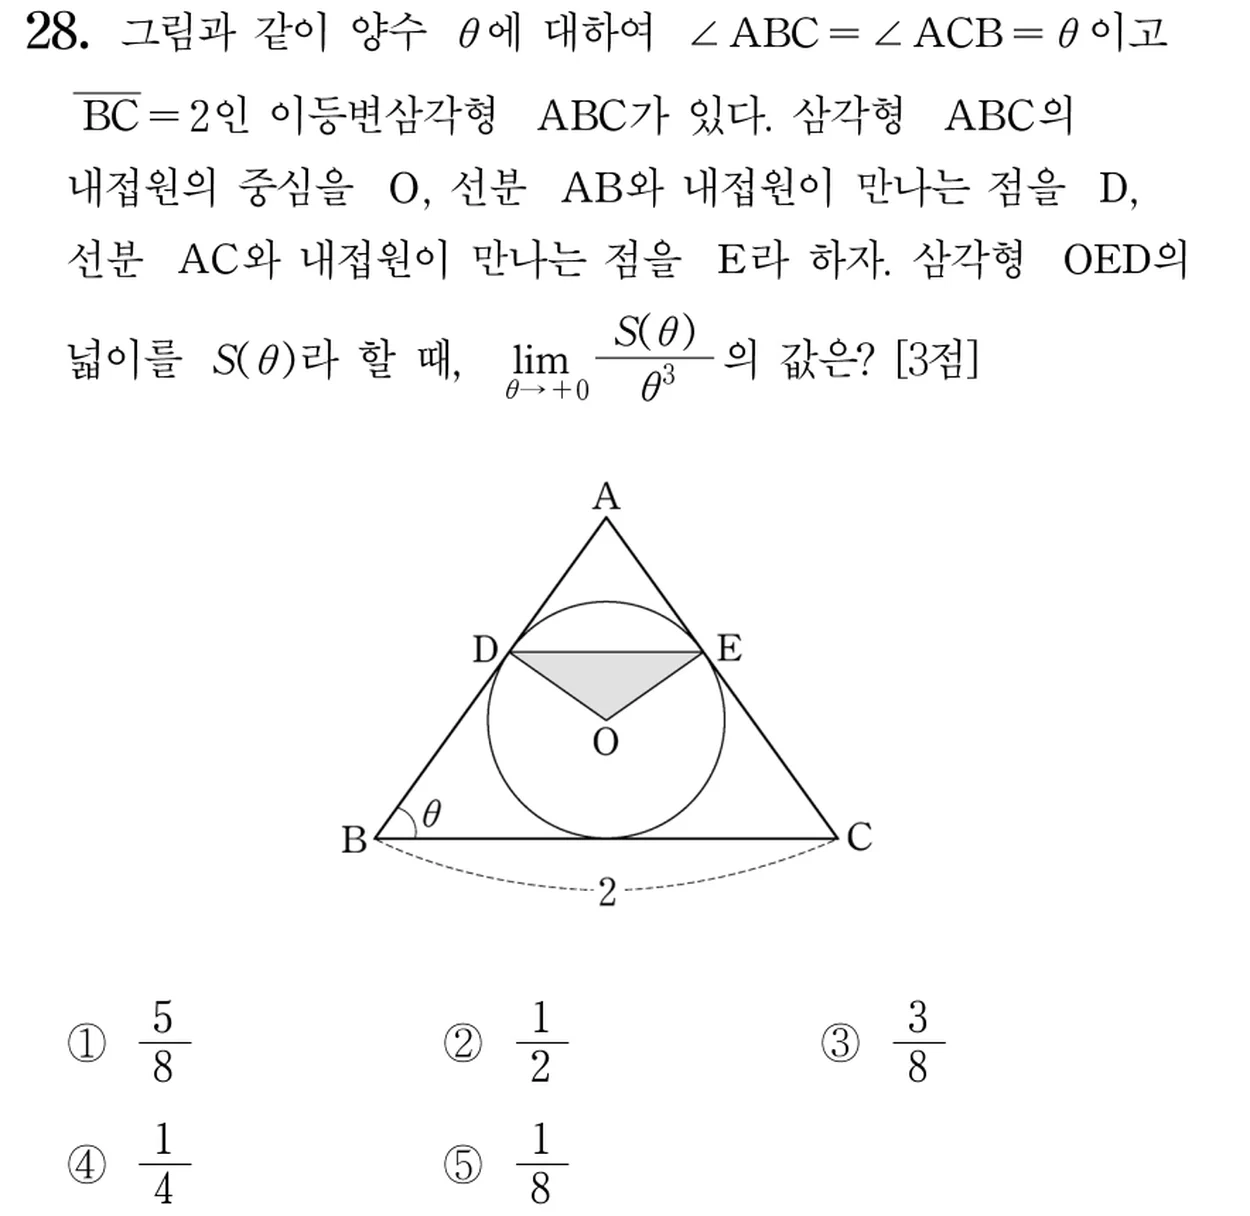 28. 그림과 같이 양수 θ에 대하여 ∠ABC=∠ACB=θ이고
BC=2인 이등변삼각형 ABC가 있다. 삼각형 ABC의
내접원의 중심을 O, 선분 AB와 내접원이 만나는 점을 D,
선분 AC와 내접원이 만나는 점을 E라 하자. 삼각형 OED의
넓이를 S(θ)라 할 때, lim θ→+0 S(θ)/θ³ 의 값은? [3점]
A
D E
O
B θ C
2
① 5/8 ② 1/2 ③ 3/8
④ 1/4 ⑤ 1/8